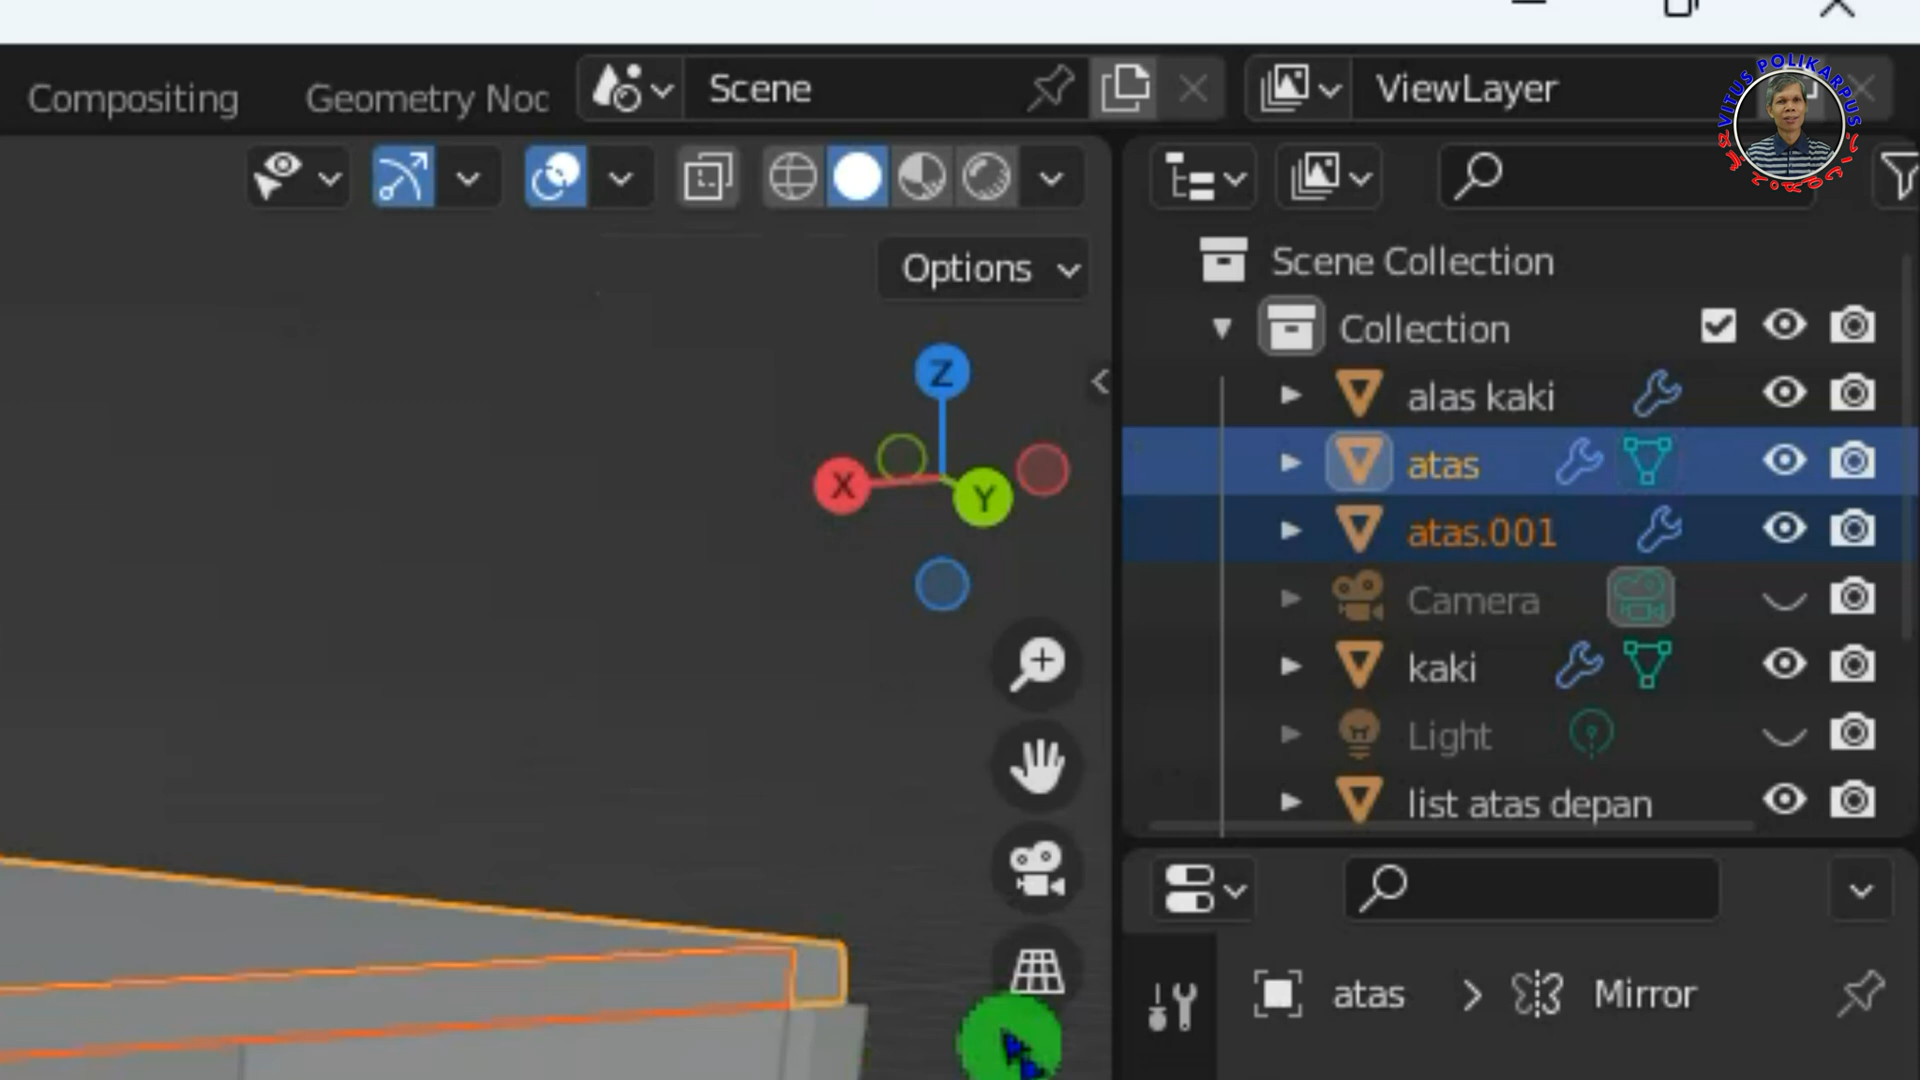 Compositing Geometry Noc Scene ViewLayer
VITUS POLIKARPUS
Options
Scene Collection
Collection
alas kaki
atas
atas.001
Camera
kaki
Light
list atas depan
Z
X
Y
atas > Mirror